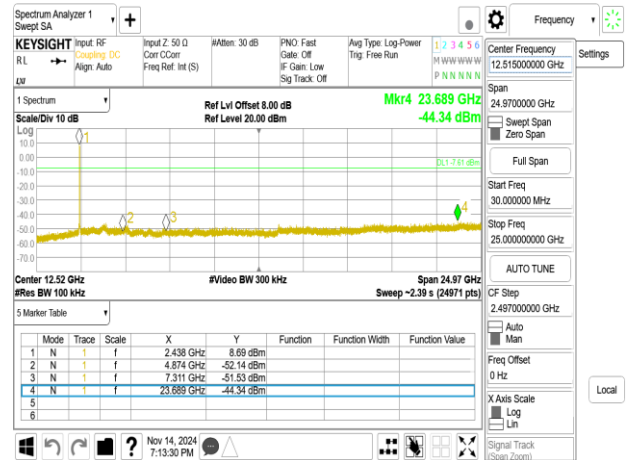 Spectrum Analyzer 1
Swept SA
Frequency
KEYSIGHT
RL
Input: RF
Coupling: DC
Align: Auto
Input Z: 50 Ω
Corr CCorr
Freq Ref: Int (S)
#Atten: 30 dB
PNO: Fast
Gate: Off
IF Gain: Low
Sig Track: Off
Avg Type: Log-Power
Trig: Free Run
1 2 3 4 5 6
M W W W W W
P N N N N N
1 Spectrum
Scale/Div 10 dB
Ref Lvl Offset 8.00 dB
Ref Level 20.00 dBm
Mkr4 23.689 GHz
-44.34 dBm
Log
10.0
0.00
-10.0
-20.0
-30.0
-40.0
-50.0
-60.0
-70.0
1
2
3
4
DL1 -7.61 dBm
Center 12.52 GHz
#Res BW 100 kHz
#Video BW 300 kHz
Span 24.97 GHz
Sweep ~2.39 s (24971 pts)
5 Marker Table
Mode Trace Scale X Y Function Function Width Function Value
1 N 1 f 2.438 GHz 8.69 dBm
2 N 1 f 4.874 GHz -52.14 dBm
3 N 1 f 7.311 GHz -51.53 dBm
4 N 1 f 23.689 GHz -44.34 dBm
5
6
?
Nov 14, 2024
7:13:30 PM
Center Frequency
12.515000000 GHz
Settings
Span
24.9700000 GHz
Swept Span
Zero Span
Full Span
Start Freq
30.000000 MHz
Stop Freq
25.000000000 GHz
AUTO TUNE
CF Step
2.497000000 GHz
Auto
Man
Freq Offset
0 Hz
X Axis Scale
Log
Lin
Local
Signal Track
(Span Zoom)